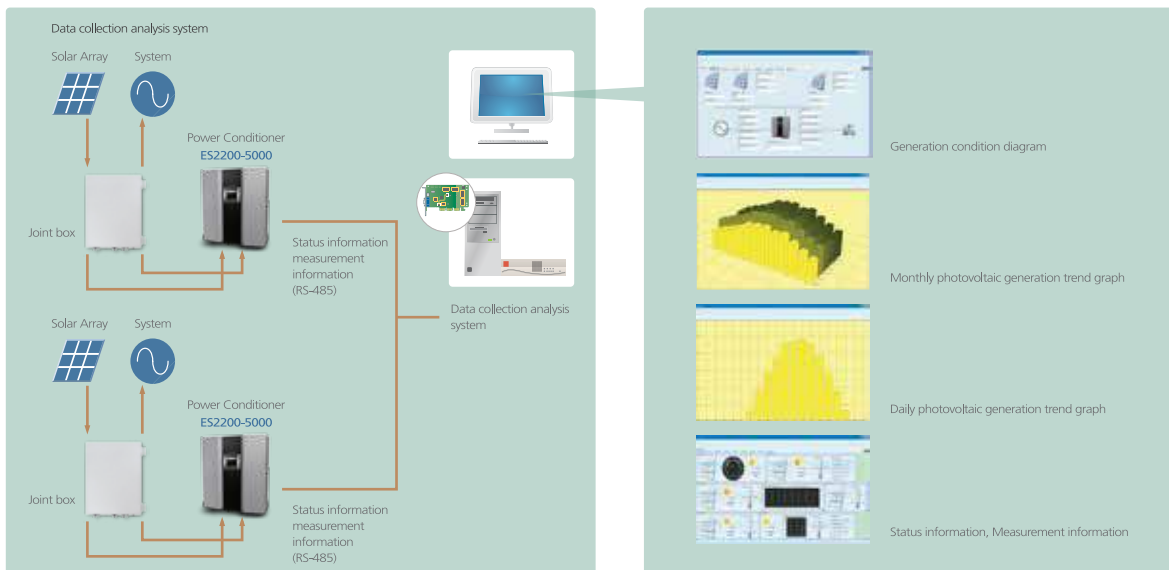 Data collection analysis system
Solar Array
System
Power Conditioner
ES2200-5000
Joint box
Status information
measurement
information
(RS-485)
Data collection analysis
system
Solar Array
System
Power Conditioner
ES2200-5000
Joint box
Status information
measurement
information
(RS-485)
Generation condition diagram
Monthly photovoltaic generation trend graph
Daily photovoltaic generation trend graph
Status information, Measurement information